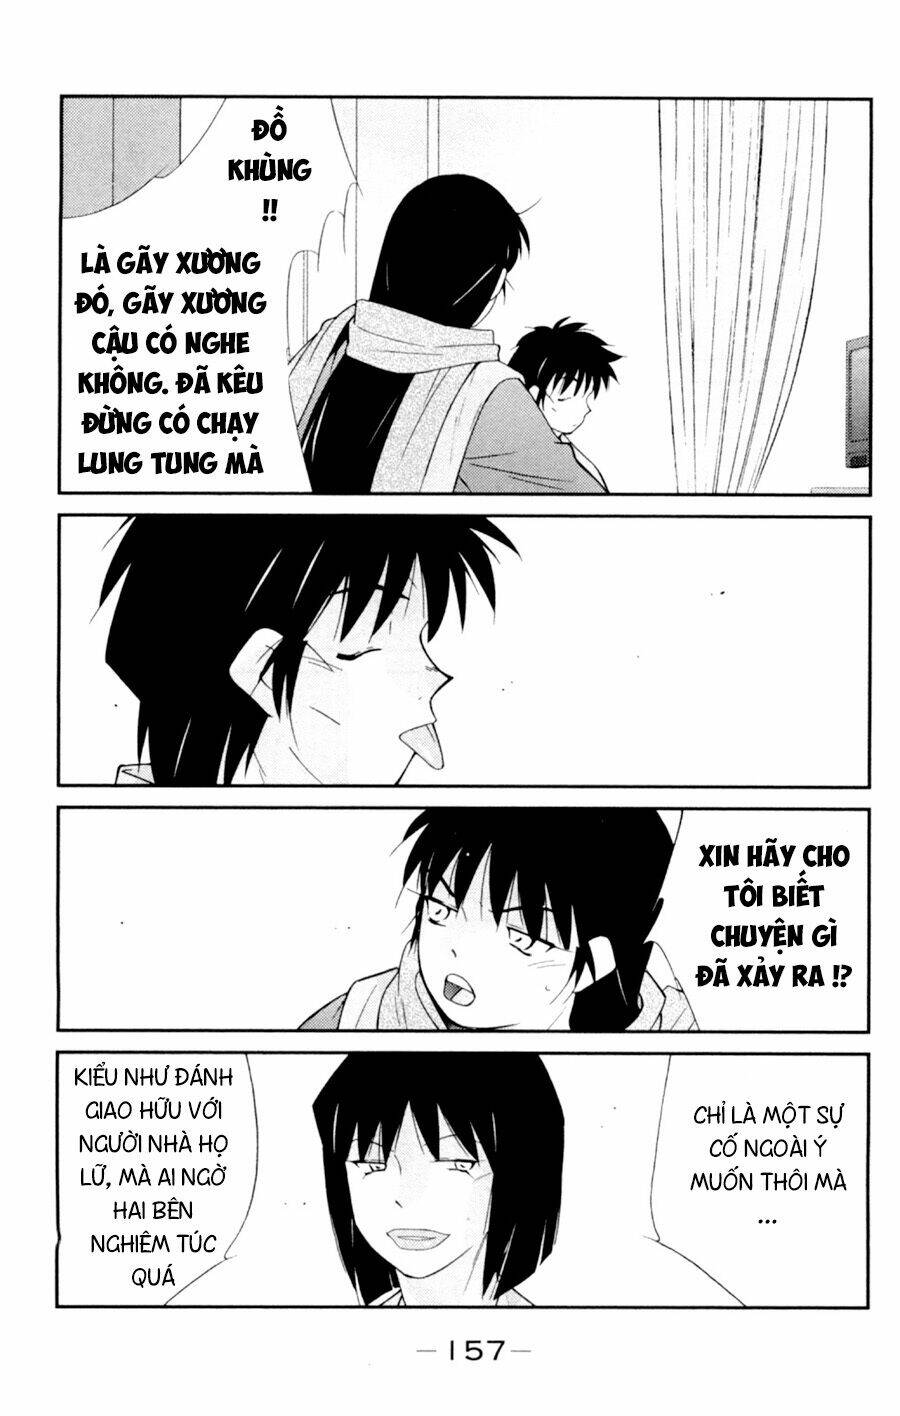 ĐỒ
KHÙNG
!!
LÀ GÃY XƯƠNG
ĐÓ, GÃY XƯƠNG
CẬU CÓ NGHE
KHÔNG. ĐÃ KÊU
ĐỪNG CÓ CHẠY
LUNG TUNG MÀ
XIN HÃY CHO
TÔI BIẾT
CHUYỆN GÌ
ĐÃ XẢY RA !?
CHỈ LÀ MỘT SỰ
CỐ NGOÀI Ý
MUỐN THÔI MÀ
...
KIỂU NHƯ ĐÁNH
GIAO HỮU VỚI
NGƯỜI NHÀ HỌ
LỮ, MÀ AI NGỜ
HAI BÊN
NGHIÊM TÚC
QUÁ
— 157 —